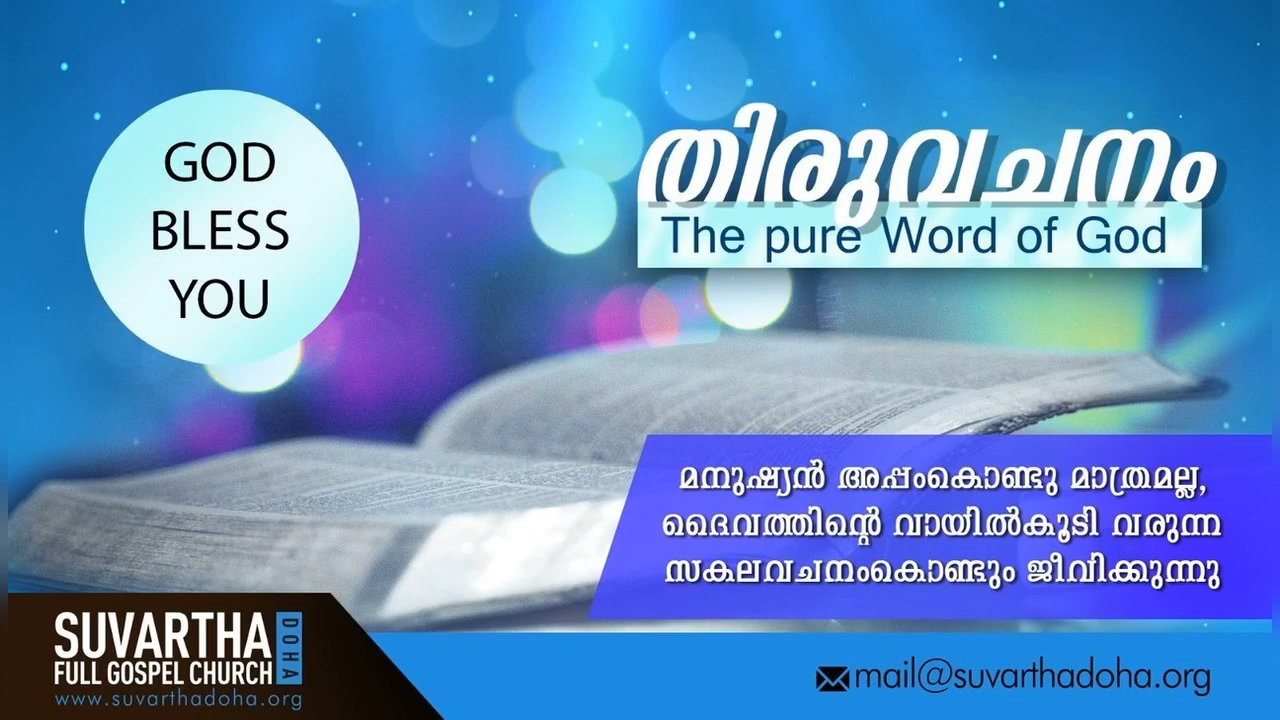 GOD
BLESS
YOU
തിരുവചനം
The pure Word of God
മനുഷ്യൻ അപ്പംകൊണ്ടു മാത്രമല്ല,
ദൈവത്തിന്റെ വായിൽകൂടി വരുന്ന
സകലവചനംകൊണ്ടും ജീവിക്കുന്നു
SUVARTHA DOHA
FULL GOSPEL CHURCH
www.suvarthadoha.org
mail@suvarthadoha.org